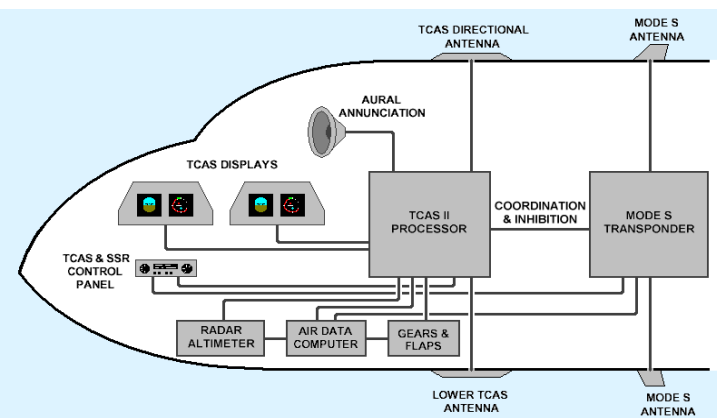 TCAS DIRECTIONAL
ANTENNA
MODE S
ANTENNA
AURAL
ANNUNCIATION
TCAS DISPLAYS
TCAS II
PROCESSOR
COORDINATION
& INHIBITION
MODE S
TRANSPONDER
TCAS & SSR
CONTROL
PANEL
RADAR
ALTIMETER
AIR DATA
COMPUTER
GEARS &
FLAPS
LOWER TCAS
ANTENNA
MODE S
ANTENNA